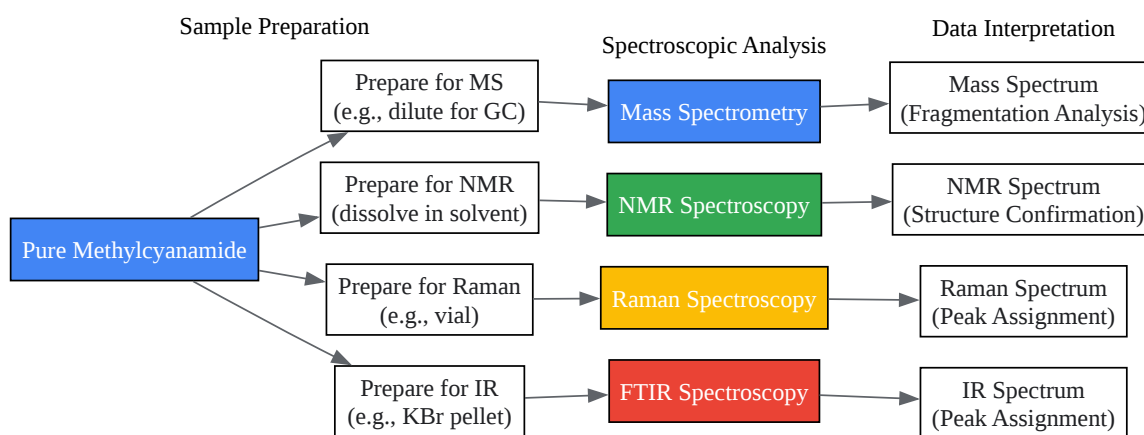 Sample Preparation
Spectroscopic Analysis
Data Interpretation
Pure Methylcyanamide
Prepare for MS
(e.g., dilute for GC)
Mass Spectrometry
Mass Spectrum
(Fragmentation Analysis)
Prepare for NMR
(dissolve in solvent)
NMR Spectroscopy
NMR Spectrum
(Structure Confirmation)
Prepare for Raman
(e.g., vial)
Raman Spectroscopy
Raman Spectrum
(Peak Assignment)
Prepare for IR
(e.g., KBr pellet)
FTIR Spectroscopy
IR Spectrum
(Peak Assignment)